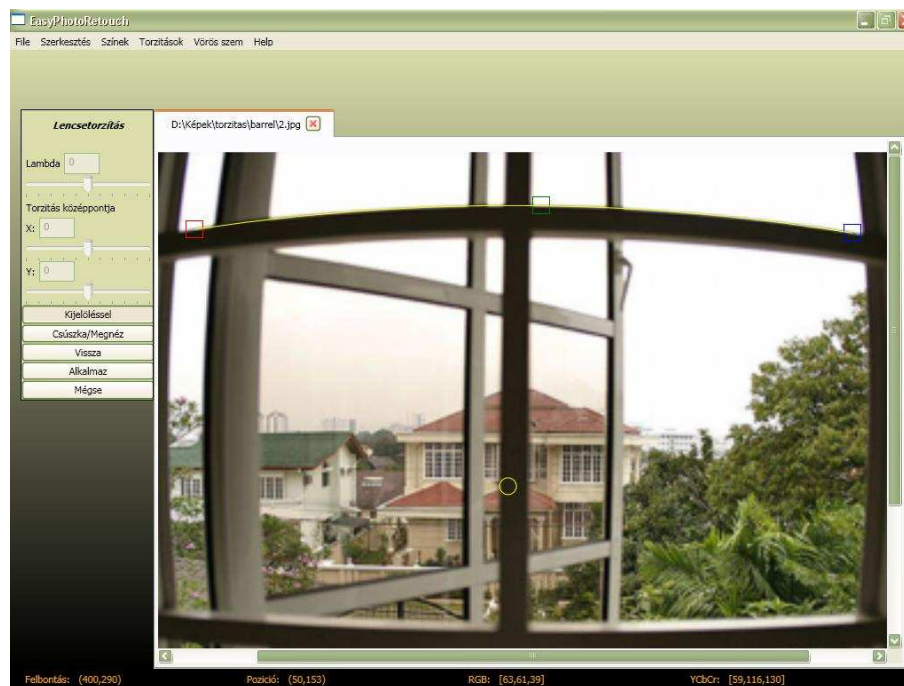 EasyPhotoRetouch
File Szerkesztés Színek Torzítások Vörös szem Help
Lencsetorzítás
D:\Képek\torzitas\barrel\2.jpg
Lambda 0
Torzítás középpontja
X: 0
Y: 0
Kijelöléssel
Csúszka/Megnéz
Vissza
Alkalmaz
Mégse
Felbontás: (400,290) Pozíció: (50,153) RGB: [63,61,39] YCbCr: [59,116,130]